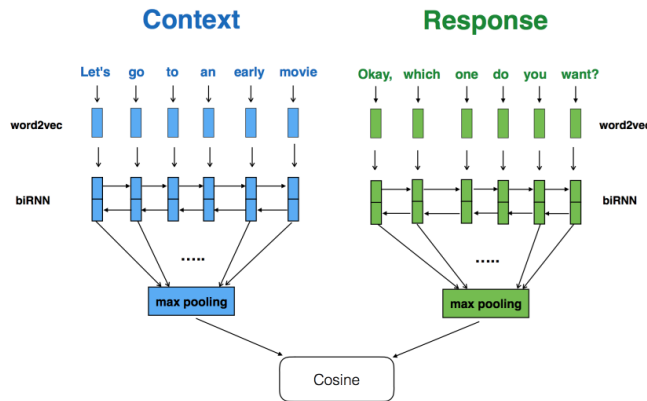 Context Response
Let's go to an early movie Okay, which one do you want?
word2vec word2vec
biRNN biRNN
..... .....
max pooling max pooling
Cosine